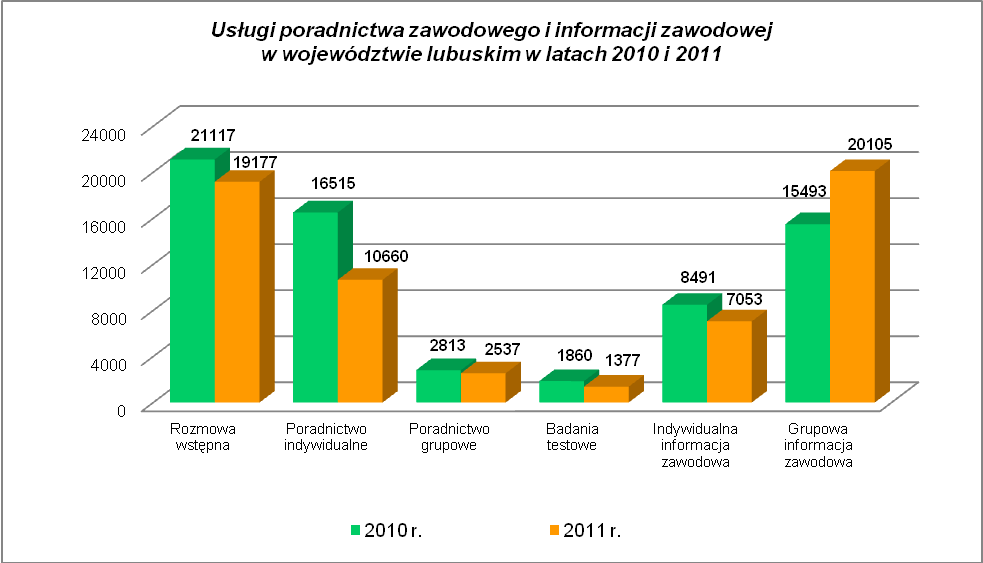 Usługi poradnictwa zawodowego i informacji zawodowej
w województwie lubuskim w latach 2010 i 2011
24000
20000
16000
12000
8000
4000
0
21117
19177
16515
10660
2813
2537
1860
1377
8491
7053
15493
20105
Rozmowa
wstępna
Poradnictwo
indywidualne
Poradnictwo
grupowe
Badania
testowe
Indywidualna
informacja
zawodowa
Grupowa
informacja
zawodowa
2010 r.
2011 r.